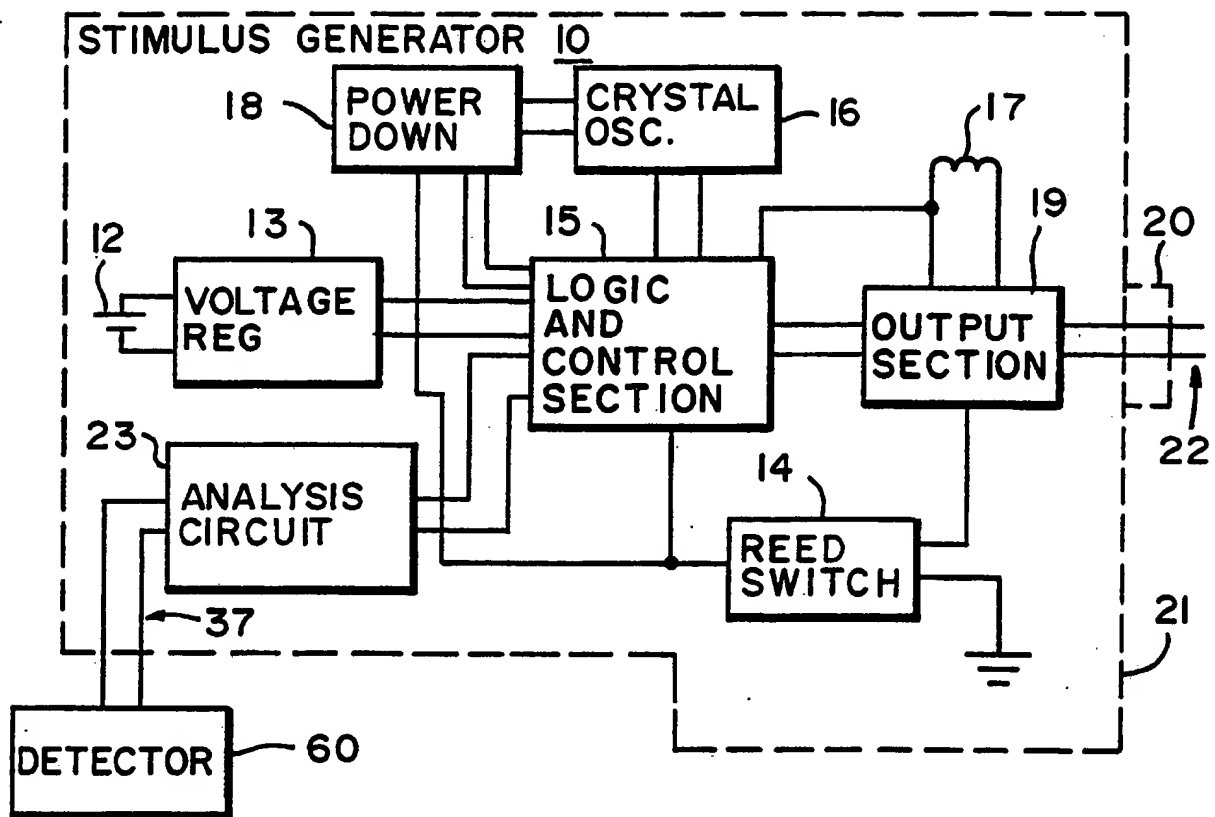 STIMULUS GENERATOR 10
18
POWER
DOWN
CRYSTAL
OSC.
16
17
12
13
15
19
20
VOLTAGE
REG
LOGIC
AND
CONTROL
SECTION
OUTPUT
SECTION
22
23
ANALYSIS
CIRCUIT
14
REED
SWITCH
37
21
DETECTOR
60